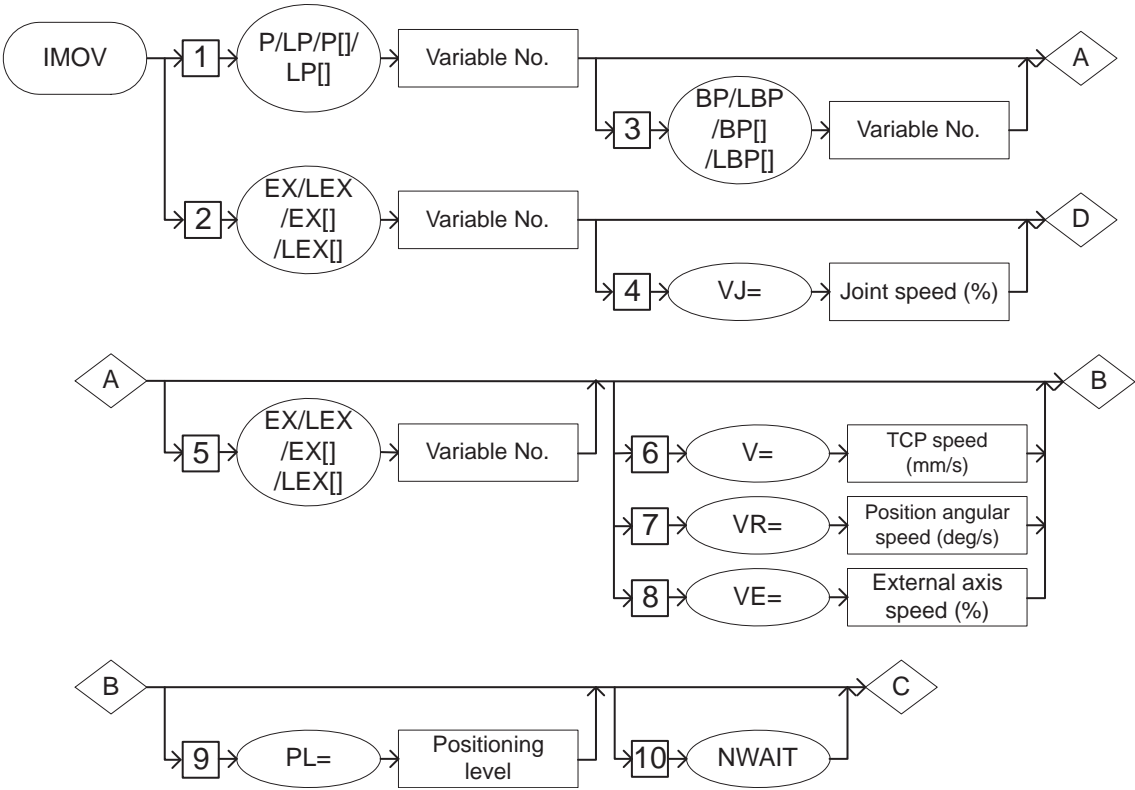 IMOV
1
P/LP/P[]/
LP[]
Variable No.
A
3
BP/LBP
/BP[]
/LBP[]
Variable No.
2
EX/LEX
/EX[]
/LEX[]
Variable No.
D
4
VJ=
Joint speed (%)
A
B
5
EX/LEX
/EX[]
/LEX[]
Variable No.
6
V=
TCP speed
(mm/s)
7
VR=
Position angular
speed (deg/s)
8
VE=
External axis
speed (%)
B
C
9
PL=
Positioning
level
10
NWAIT